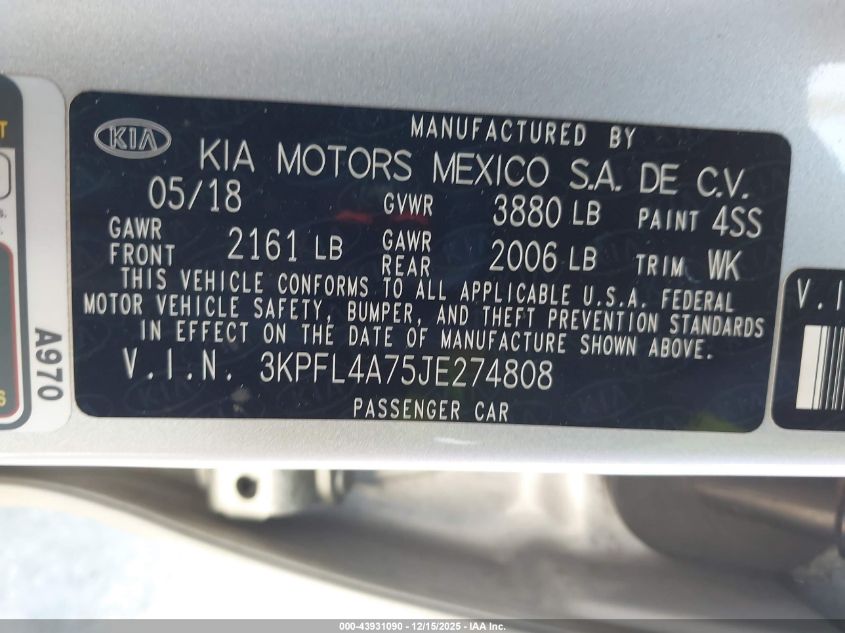 KIA
MANUFACTURED BY
KIA MOTORS MEXICO S.A. DE C.V.
05/18 GVWR 3880 LB PAINT 4SS
GAWR FRONT 2161 LB GAWR REAR 2006 LB TRIM WK
THIS VEHICLE CONFORMS TO ALL APPLICABLE U.S.A. FEDERAL
MOTOR VEHICLE SAFETY, BUMPER, AND THEFT PREVENTION STANDARDS
IN EFFECT ON THE DATE OF MANUFACTURE SHOWN ABOVE.
V.I.N. 3KPFL4A75JE274808
PASSENGER CAR
A970
V.I
000-43931090 - 12/15/2025 - IAAI, Inc.